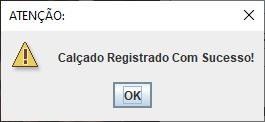 ATENÇÃO:
Calçado Registrado Com Sucesso!
OK